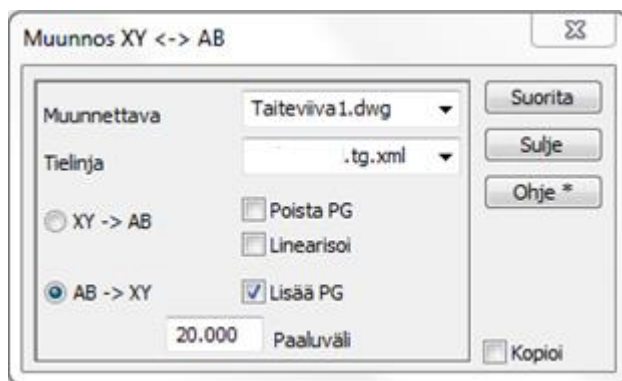 Muunnos XY <-> AB
Muunnettava Taiteviiva1.dwg Suorita
Tielinja .tg.xml Sulje
Ohje *
XY -> AB Poista PG
Linearisoi
AB -> XY Lisää PG
20.000 Paaluväli
Kopioi